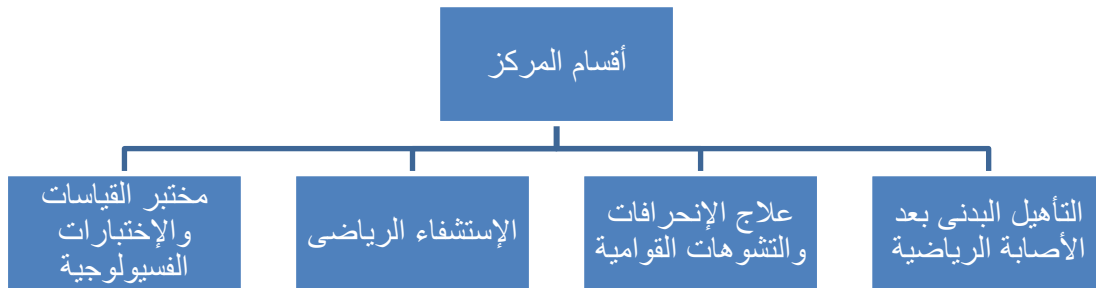 أقسام المركز
التأهيل البدنى بعد
الأصابة الرياضية
علاج الإنحرافات
والتشوهات القوامية
الإستشفاء الرياضى
مختبر القياسات
والإختبارات
الفسيولوجية